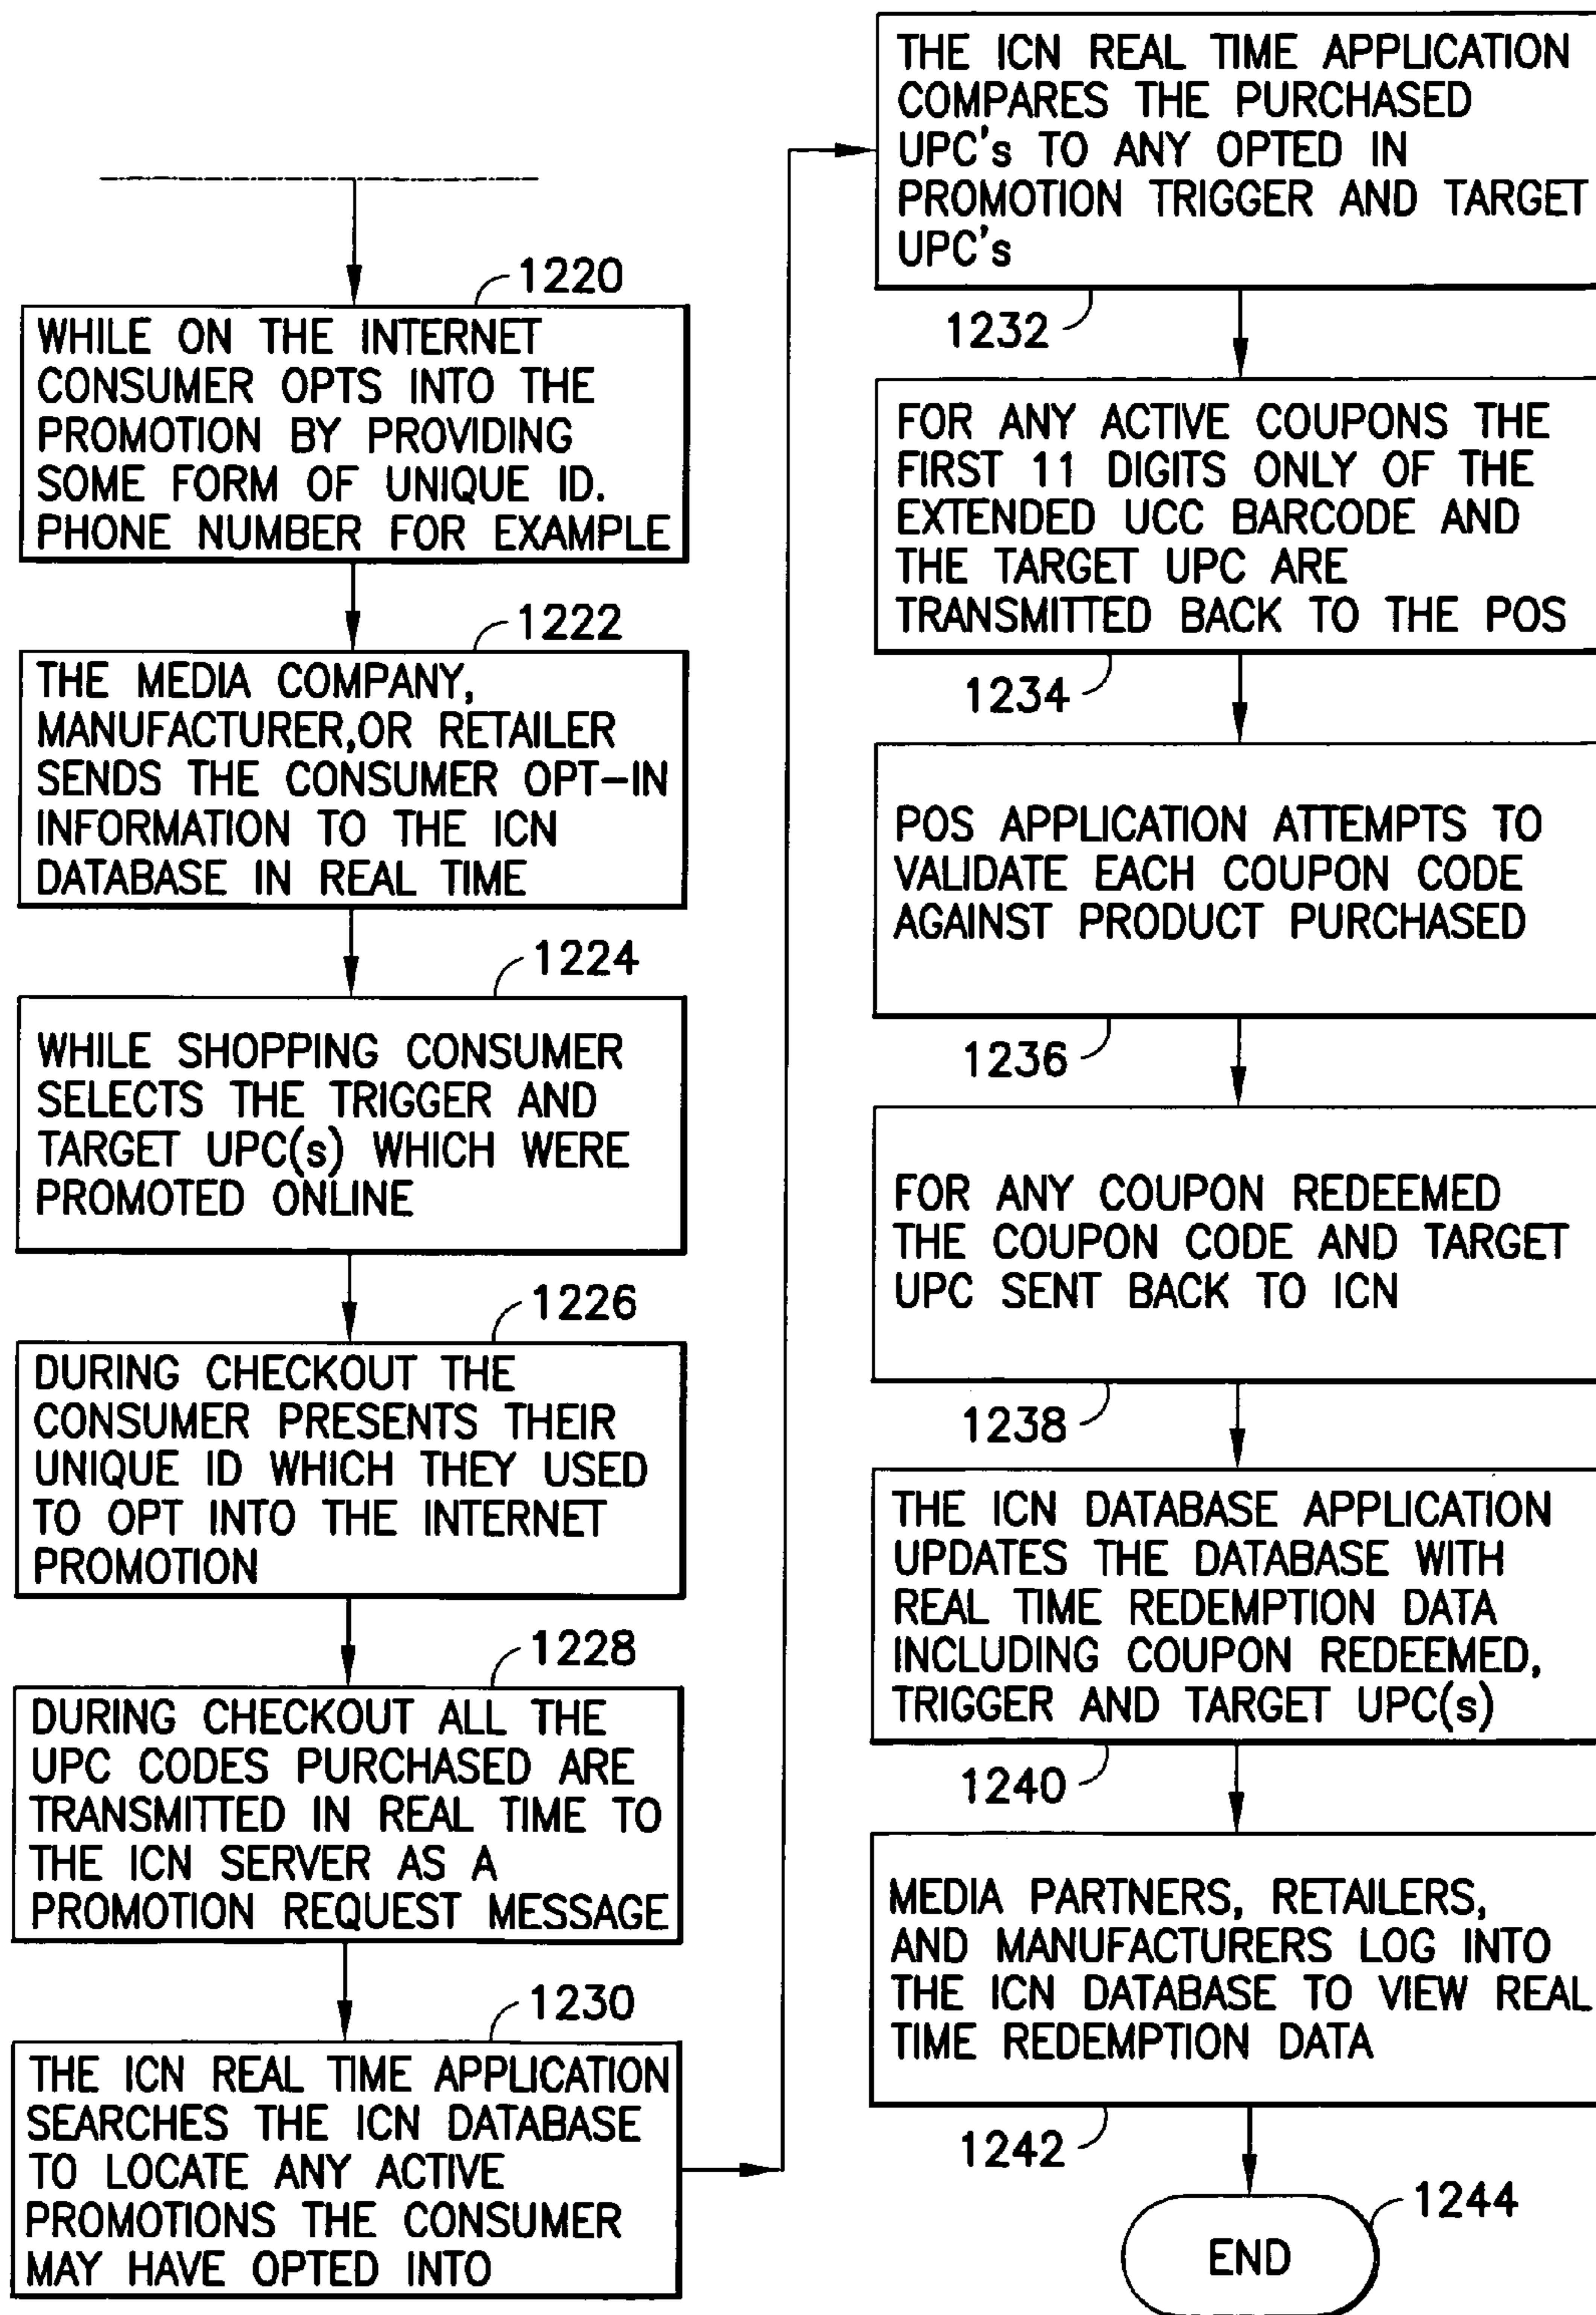 1220
WHILE ON THE INTERNET
CONSUMER OPTS INTO THE
PROMOTION BY PROVIDING
SOME FORM OF UNIQUE ID.
PHONE NUMBER FOR EXAMPLE
1222
THE MEDIA COMPANY,
MANUFACTURER,OR RETAILER
SENDS THE CONSUMER OPT-IN
INFORMATION TO THE ICN
DATABASE IN REAL TIME
1224
WHILE SHOPPING CONSUMER
SELECTS THE TRIGGER AND
TARGET UPC(s) WHICH WERE
PROMOTED ONLINE
1226
DURING CHECKOUT THE
CONSUMER PRESENTS THEIR
UNIQUE ID WHICH THEY USED
TO OPT INTO THE INTERNET
PROMOTION
1228
DURING CHECKOUT ALL THE
UPC CODES PURCHASED ARE
TRANSMITTED IN REAL TIME TO
THE ICN SERVER AS A
PROMOTION REQUEST MESSAGE
1230
THE ICN REAL TIME APPLICATION
SEARCHES THE ICN DATABASE
TO LOCATE ANY ACTIVE
PROMOTIONS THE CONSUMER
MAY HAVE OPTED INTO
THE ICN REAL TIME APPLICATION
COMPARES THE PURCHASED
UPC's TO ANY OPTED IN
PROMOTION TRIGGER AND TARGET
UPC's
1232
FOR ANY ACTIVE COUPONS THE
FIRST 11 DIGITS ONLY OF THE
EXTENDED UCC BARCODE AND
THE TARGET UPC ARE
TRANSMITTED BACK TO THE POS
1234
POS APPLICATION ATTEMPTS TO
VALIDATE EACH COUPON CODE
AGAINST PRODUCT PURCHASED
1236
FOR ANY COUPON REDEEMED
THE COUPON CODE AND TARGET
UPC SENT BACK TO ICN
1238
THE ICN DATABASE APPLICATION
UPDATES THE DATABASE WITH
REAL TIME REDEMPTION DATA
INCLUDING COUPON REDEEMED,
TRIGGER AND TARGET UPC(s)
1240
MEDIA PARTNERS, RETAILERS,
AND MANUFACTURERS LOG INTO
THE ICN DATABASE TO VIEW REAL
TIME REDEMPTION DATA
1242
1244
END